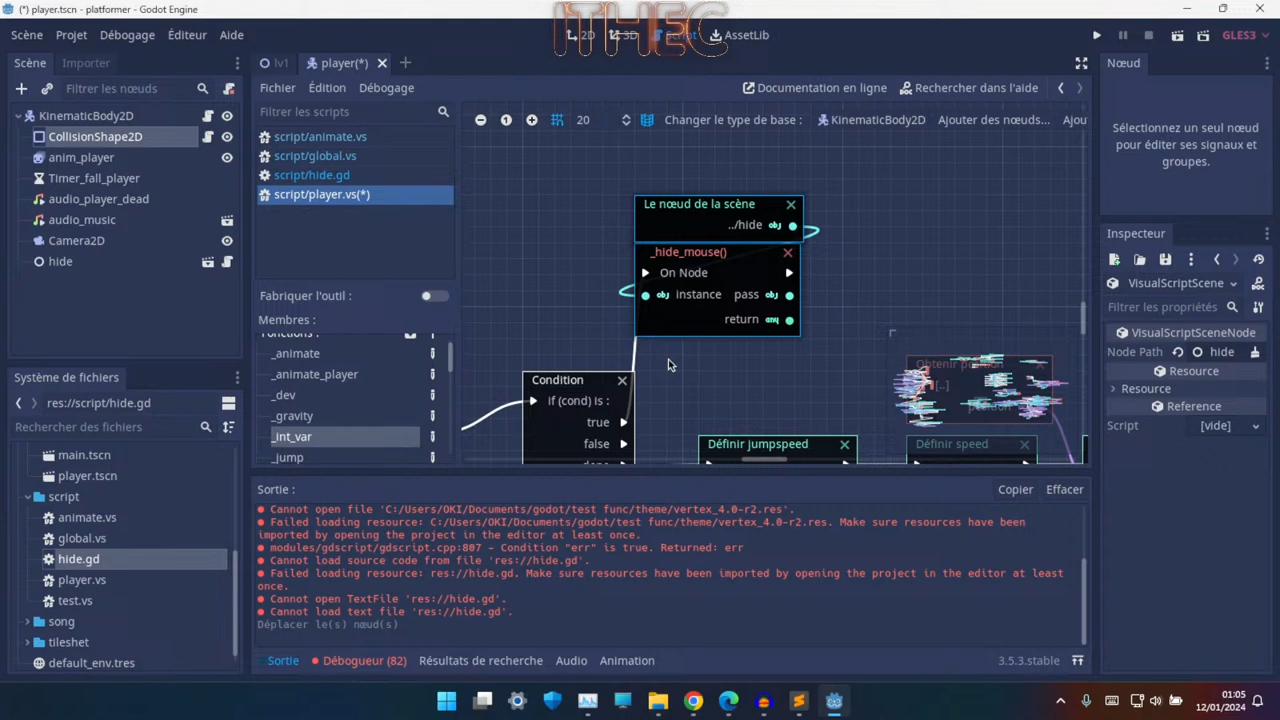 (*) player.tscn - platformer - Godot Engine
ITHEC
Scène Projet Débogage Éditeur Aide
2D 3D Script AssetLib
GLES3
Scène Importer
lv1 player(*)
Nœud
Filtrer les nœuds
Fichier Édition Débogage
Documentation en ligne Rechercher dans l'aide
KinematicBody2D
CollisionShape2D
anim_player
Timer_fall_player
audio_player_dead
audio_music
Camera2D
hide
Filtrer les scripts
script/animate.vs
script/global.vs
script/hide.gd
script/player.vs(*)
Fabriquer l'outil :
Membres :
Fonctions :
_animate
_animate_player
_dev
_gravity
_int_var
_jump
20 Changer le type de base : KinematicBody2D Ajouter des nœuds... Ajou
Le nœud de la scène
../hide obj
_hide_mouse()
On Node
obj instance pass obj
return any
Condition
if (cond) is :
true
false
done
Obtenir position
[..]
position
Définir jumpspeed
Définir speed
Sélectionnez un seul nœud
pour éditer ses signaux et
groupes.
Inspecteur
VisualScriptScene
Filtrer les propriétés
VisualScriptSceneNode
Node Path hide
Resource
Resource
Reference
Script [vide]
Système de fichiers
res://script/hide.gd
Rechercher des fichiers
main.tscn
player.tscn
script
animate.vs
global.vs
hide.gd
player.vs
test.vs
song
tileshet
default_env.tres
Sortie : Copier Effacer
Cannot open file 'C:/Users/OKI/Documents/godot/test func/theme/vertex_4.0-r2.res'.
Failed loading resource: C:/Users/OKI/Documents/godot/test func/theme/vertex_4.0-r2.res. Make sure resources have been
imported by opening the project in the editor at least once.
modules/gdscript/gdscript.cpp:807 - Condition "err" is true. Returned: err
Cannot load source code from file 'res://hide.gd'.
Failed loading resource: res://hide.gd. Make sure resources have been imported by opening the project in the editor at least
once.
Cannot open TextFile 'res://hide.gd'.
Cannot load text file 'res://hide.gd'.
Déplacer le(s) nœud(s)
Sortie Débogueur (82) Résultats de recherche Audio Animation 3.5.3.stable
01:05
12/01/2024